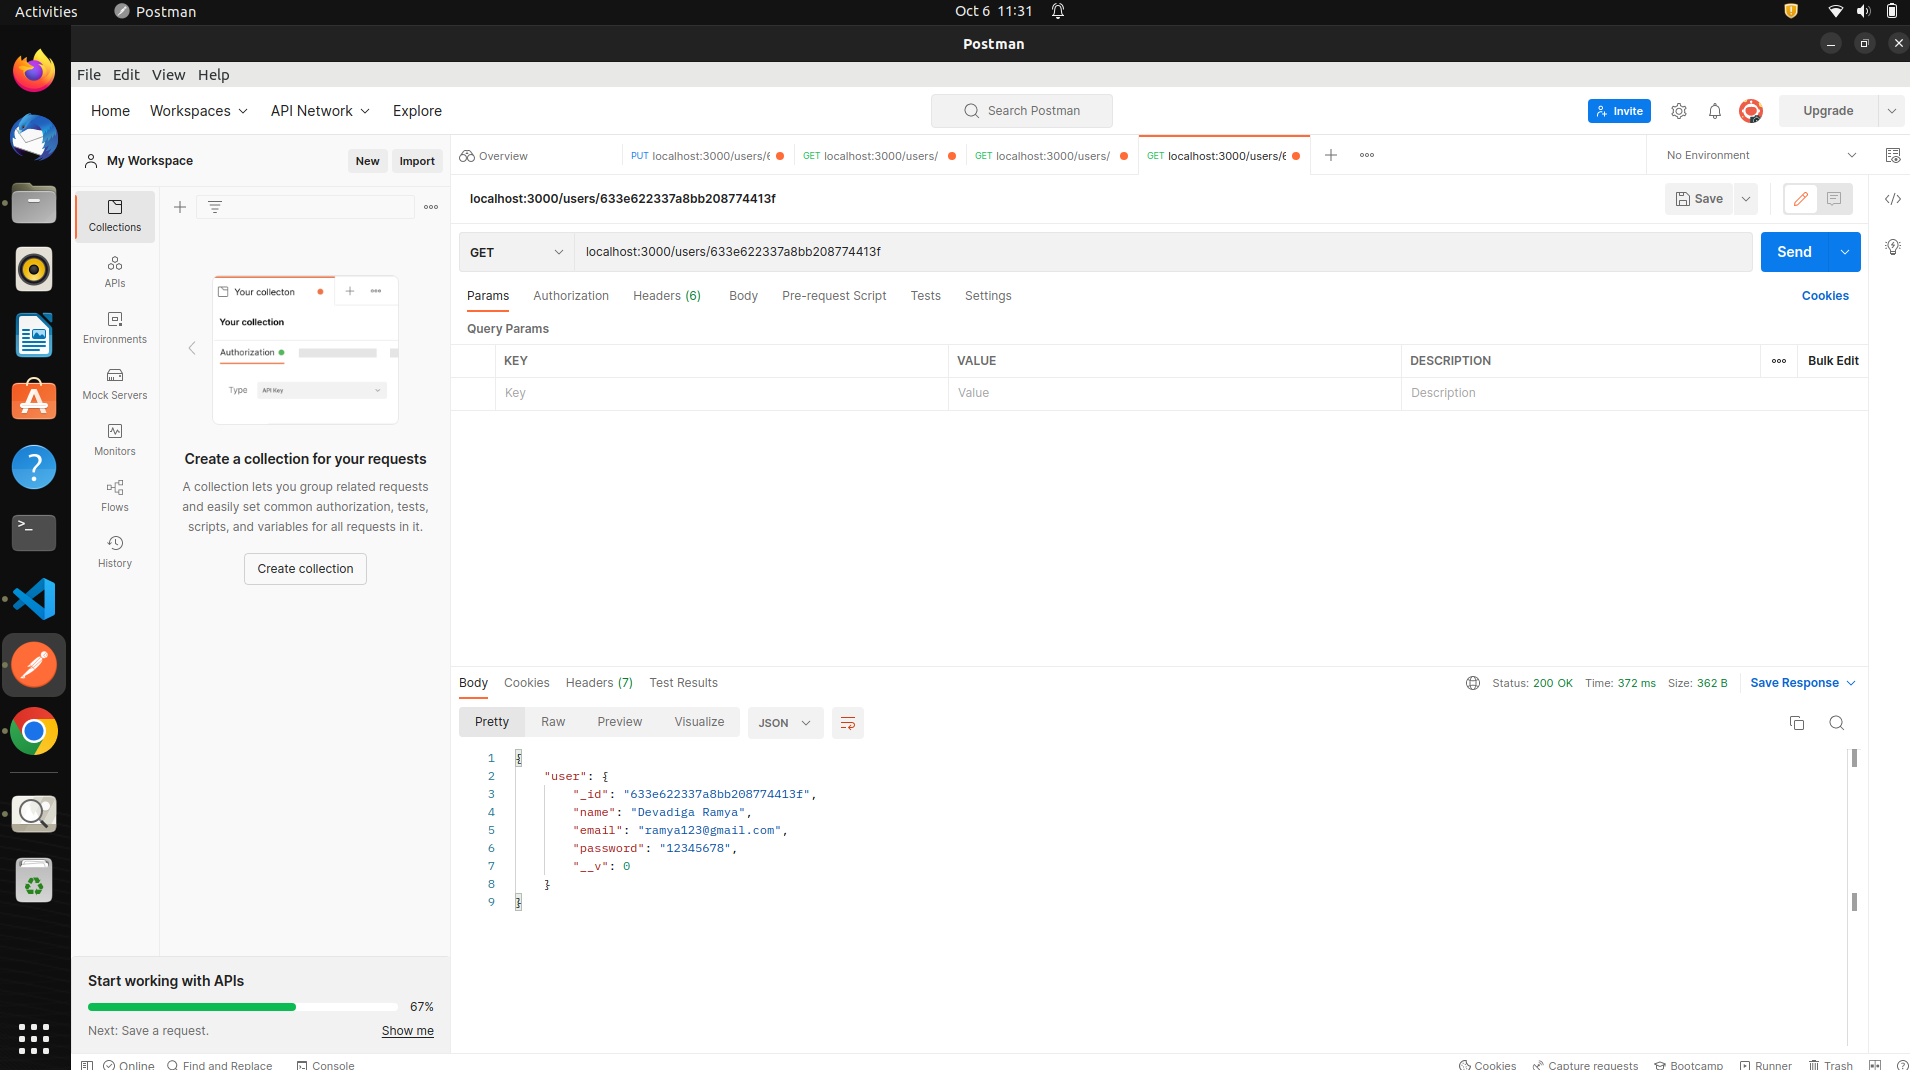 Activities Postman Oct 6 11:31
Postman
File Edit View Help
Home Workspaces API Network Explore Search Postman Invite Upgrade
My Workspace New Import
Overview PUT localhost:3000/users/6 GET localhost:3000/users/ GET localhost:3000/users/ GET localhost:3000/users/6 No Environment
Collections
APIs
Environments
Mock Servers
Monitors
Flows
History
Your collecton
Your collection
Authorization
Type API Key
Create a collection for your requests
A collection lets you group related requests
and easily set common authorization, tests,
scripts, and variables for all requests in it.
Create collection
Start working with APIs
67%
Next: Save a request. Show me
localhost:3000/users/633e622337a8bb208774413f Save
GET localhost:3000/users/633e622337a8bb208774413f Send
Params Authorization Headers (6) Body Pre-request Script Tests Settings Cookies
Query Params
KEY VALUE DESCRIPTION Bulk Edit
Key Value Description
Body Cookies Headers (7) Test Results Status: 200 OK Time: 372 ms Size: 362 B Save Response
Pretty Raw Preview Visualize JSON
1 {
2 "user": {
3 "_id": "633e622337a8bb208774413f",
4 "name": "Devadiga Ramya",
5 "email": "ramya123@gmail.com",
6 "password": "12345678",
7 "__v": 0
8 }
9 }
Online Find and Replace Console Cookies Capture requests Bootcamp Runner Trash